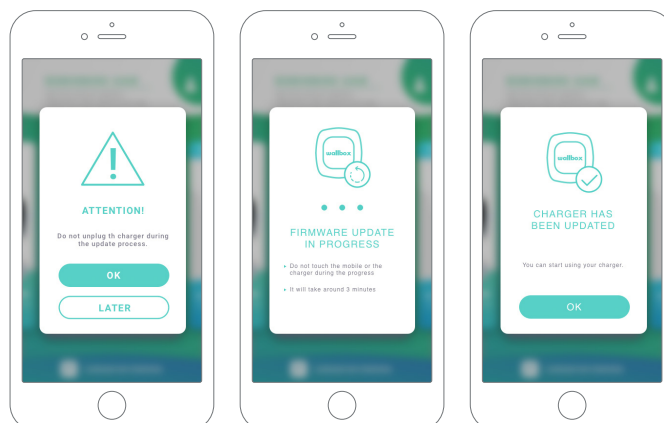 ATTENTION!
Do not unplug th charger during
the update process.
OK
LATER
wallbox
FIRMWARE UPDATE
IN PROGRESS
Do not touch the mobile or the
charger during the progress
It will take around 3 minutes
wallbox
CHARGER HAS
BEEN UPDATED
You can start using your charger.
OK